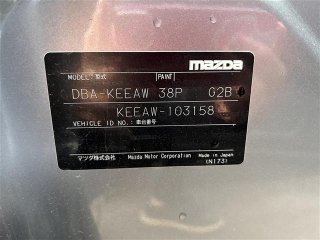 mazda
MODEL:型式 PAINT
DBA-KEEAW 38P G2B
KEEAW-103158
VEHICLE ID NO.:車台番号
マツダ株式会社 Mazda Motor Corporation Made in Japan
(N173)